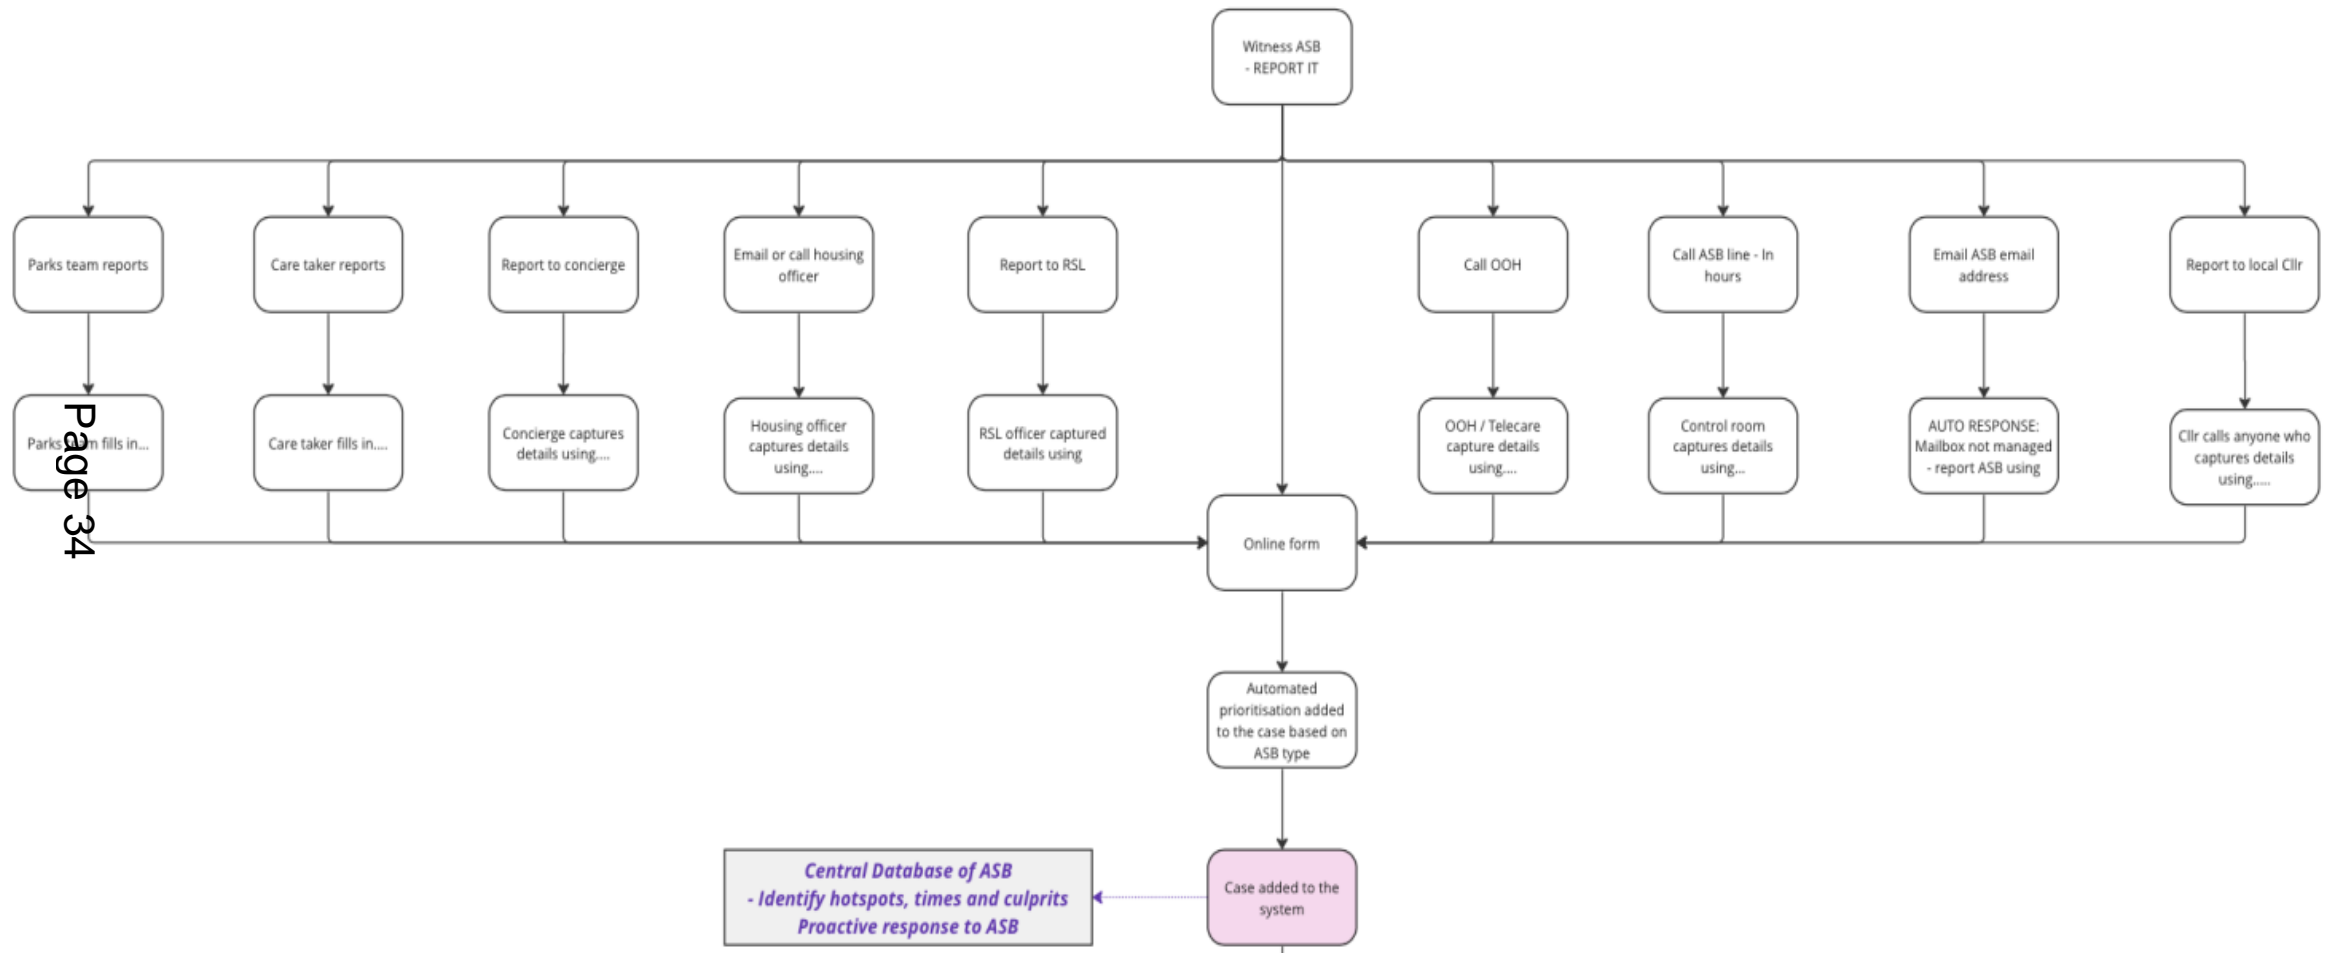 Witness ASB
- REPORT IT
Parks team reports
Care taker reports
Report to concierge
Email or call housing
officer
Report to RSL
Call OOH
Call ASB line - In
hours
Email ASB email
address
Report to local Cllr
Parks team fills in...
Care taker fills in....
Concierge captures
details using....
Housing officer
captures details
using....
RSL officer captured
details using
OOH / Telecare
capture details
using....
Control room
captures details
using...
AUTO RESPONSE:
Mailbox not managed
- report ASB using
Cllr calls anyone who
captures details
using.....
Page 34
Online form
Automated
prioritisation added
to the case based on
ASB type
Central Database of ASB
- Identify hotspots, times and culprits
Proactive response to ASB
Case added to the
system